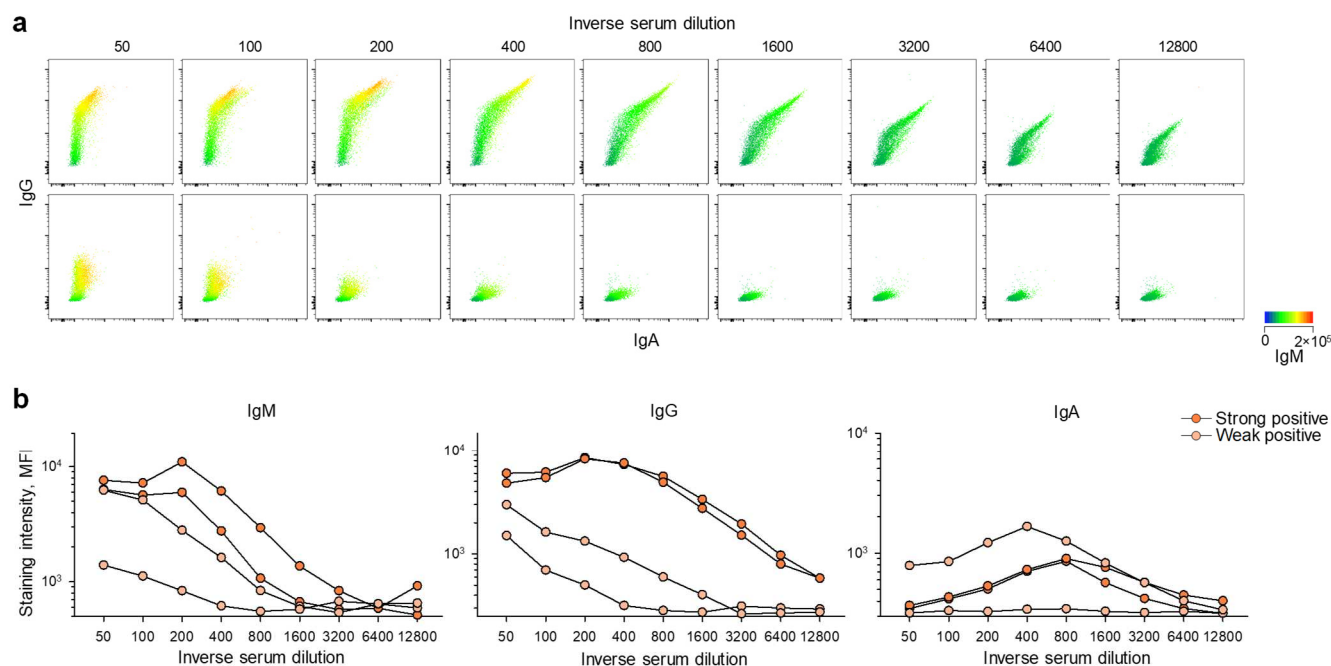 a
Inverse serum dilution
50 100 200 400 800 1600 3200 6400 12800
IgG
IgA
0 2×10⁵
IgM
b
IgM IgG IgA
Strong positive
Weak positive
Staining intensity, MFI
10⁴
10³
10⁴
10³
10⁴
10³
50 100 200 400 800 1600 3200 6400 12800
50 100 200 400 800 1600 3200 6400 12800
50 100 200 400 800 1600 3200 6400 12800
Inverse serum dilution
Inverse serum dilution
Inverse serum dilution